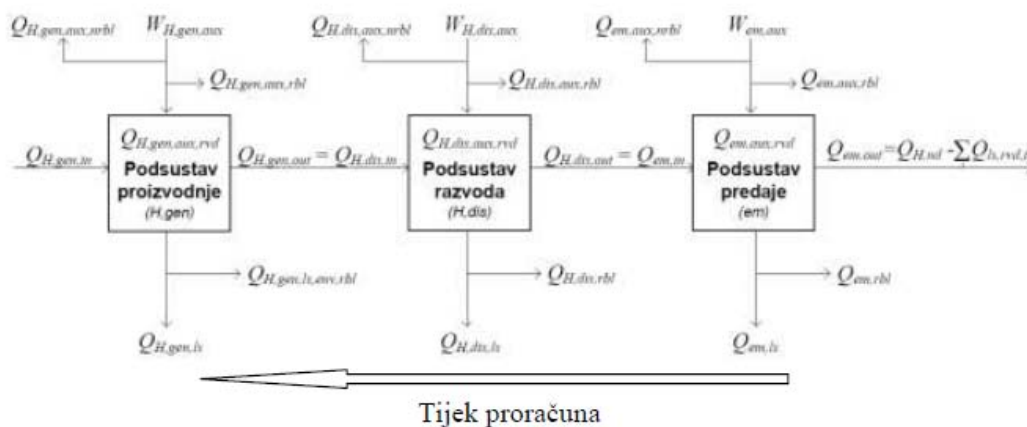 Q_H,gen,aux,nrbl W_H,gen,aux Q_H,dis,aux,nrbl W_H,dis,aux Q_em,aux,nrbl W_em,aux
Q_H,gen,aux,rbl Q_H,dis,aux,rbl Q_em,aux,rbl
Q_H,gen,in
Q_H,gen,aux,rvd
Podsustav
proizvodnje
(H,gen)
Q_H,gen,out = Q_H,dis,in
Q_H,dis,aux,rvd
Podsustav
razvoda
(H,dis)
Q_H,dis,out = Q_em,in
Q_em,aux,rvd
Podsustav
predaje
(em)
Q_em,out=Q_H,nd -∑Q_ls,rvd,i
Q_H,gen,ls,env,rbl Q_H,dis,rbl Q_em,rbl
Q_H,gen,ls Q_H,dis,ls Q_em,ls
Tijek proračuna